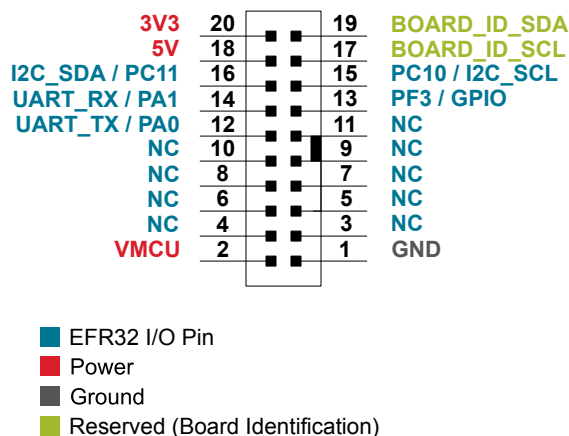 3V3 20 19 BOARD_ID_SDA
5V 18 17 BOARD_ID_SCL
I2C_SDA / PC11 16 15 PC10 / I2C_SCL
UART_RX / PA1 14 13 PF3 / GPIO
UART_TX / PA0 12 11 NC
NC 10 9 NC
NC 8 7 NC
NC 6 5 NC
NC 4 3 NC
VMCU 2 1 GND
EFR32 I/O Pin
Power
Ground
Reserved (Board Identification)